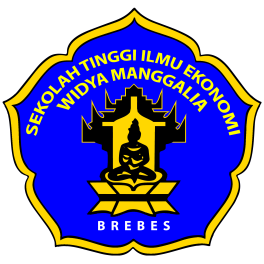 SEKOLAH TINGGI ILMU EKONOMI
WIDYA MANGGALIA
BREBES